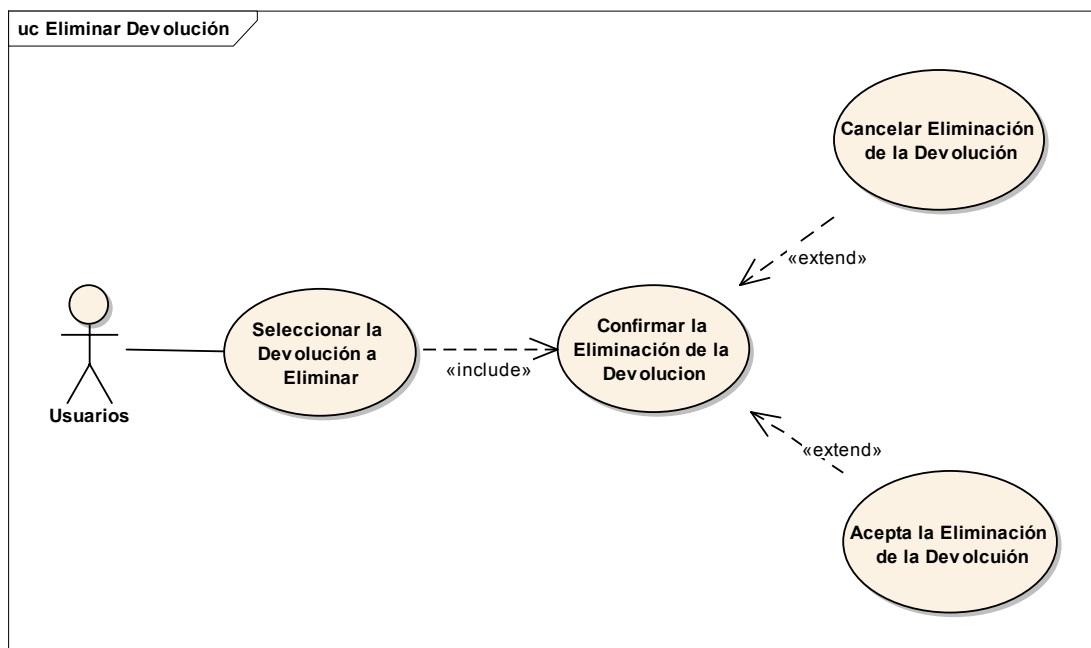 uc Eliminar Devolución
Cancelar Eliminación
de la Devolución
«extend»
Seleccionar la
Devolución a
Eliminar
«include»
Confirmar la
Eliminación de la
Devolucion
Usuarios
«extend»
Acepta la Eliminación
de la Devolcuión